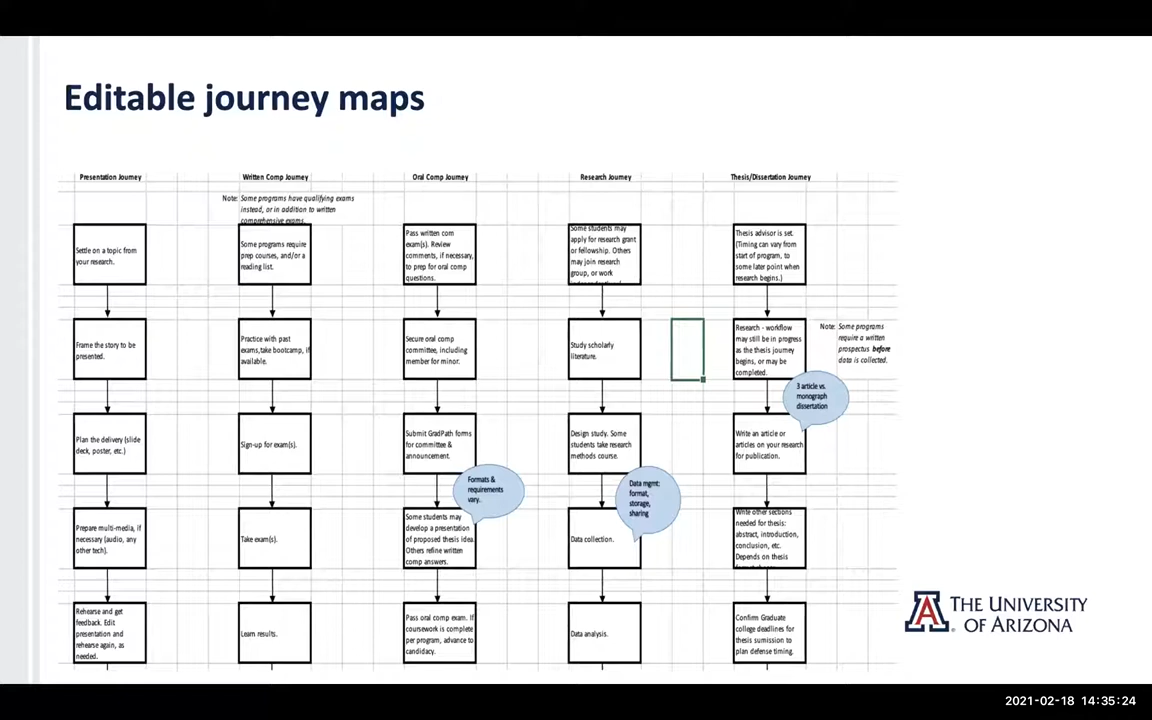 Editable journey maps
Presentation Journey
Written Comp Journey
Oral Comp Journey
Research Journey
Thesis/Dissertation Journey
Note: Some programs have qualifying exams
instead, or in addition to written
comprehensive exams.
Settle on a topic from
your research.
Some programs require
prep courses, and/or a
reading list.
Pass written com
exam(s). Review
comments, if necessary,
to prep for oral comp
questions.
Some students may
apply for research grant
or fellowship. Others
may join research
group, or work
Thesis advisor is set.
(Timing can vary from
start of program, to
some later point when
research begins.)
Frame the story to be
presented.
Practice with past
exams,take bootcamp, if
available.
Secure oral comp
committee, including
member for minor.
Study scholarly
literature.
Research - workflow
may still be in progress
as the thesis journey
begins, or may be
completed.
Note: Some programs
require a written
prospectus before
data is collected.
3 article vs.
monograph
dissertation
Plan the delivery (slide
deck, poster, etc.)
Sign-up for exam(s).
Submit GradPath forms
for committee &
announcement.
Design study. Some
students take research
methods course.
Write an article or
articles on your research
for publication.
Formats &
requirements
vary.
Data mgmt:
format,
storage,
sharing
Prepare multi-media, if
necessary (audio, any
other tech).
Take exam(s).
Some students may
develop a presentation
of proposed thesis idea.
Others refine written
comp answers.
Data collection.
Write other sections
needed for thesis:
abstract, introduction,
conclusion, etc.
Depends on thesis
Rehearse and get
feedback. Edit
presentation and
rehearse again, as
needed.
Learn results.
Pass oral comp exam. If
coursework is complete
per program, advance to
candidacy.
Data analysis.
Confirm Graduate
college deadlines for
thesis sumission to
plan defense timing.
A
THE UNIVERSITY
OF ARIZONA
2021-02-18 14:35:24